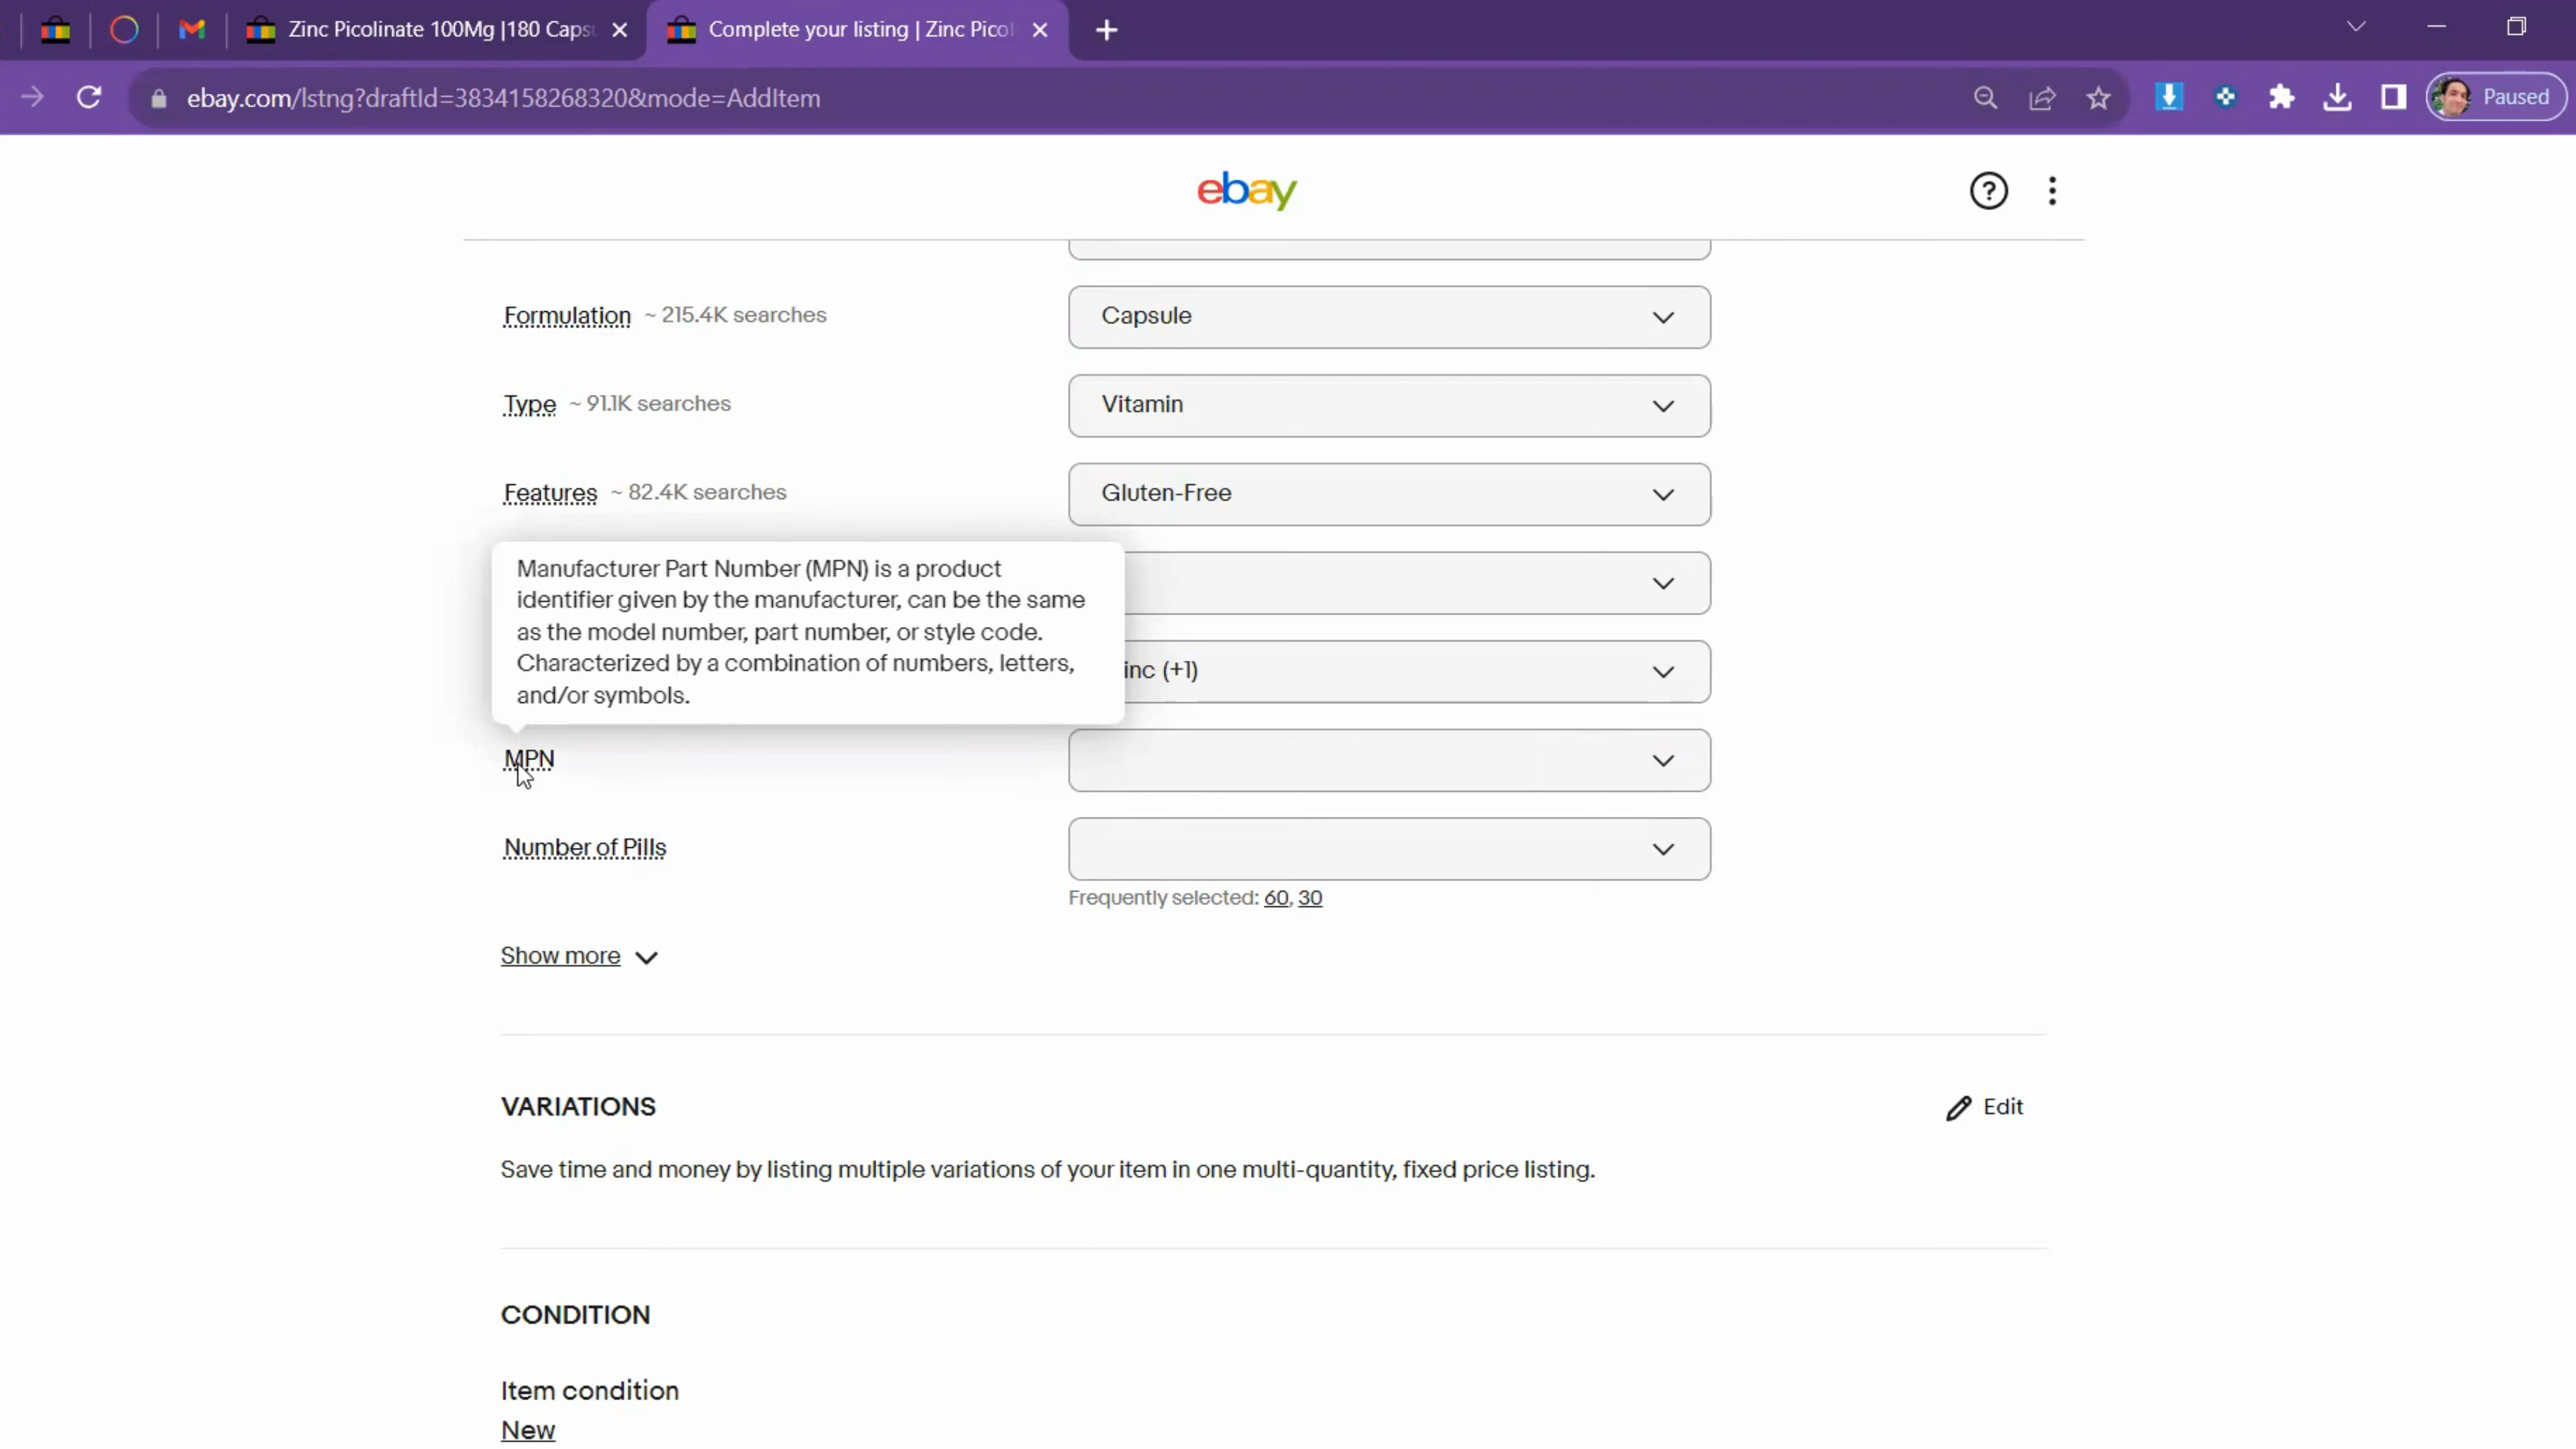 Zinc Picolinate 100Mg |180 Caps
Complete your listing | Zinc Pico
ebay.com/lstng?draftId=3834158268320&mode=AddItem
Paused
ebay
Formulation ~ 215.4K searches
Capsule
Type ~ 91.1K searches
Vitamin
Features ~ 82.4K searches
Gluten-Free
Manufacturer Part Number (MPN) is a product
identifier given by the manufacturer, can be the same
as the model number, part number, or style code.
Characterized by a combination of numbers, letters,
and/or symbols.
inc (+1)
MPN
Number of Pills
Frequently selected: 60, 30
Show more
VARIATIONS
Edit
Save time and money by listing multiple variations of your item in one multi-quantity, fixed price listing.
CONDITION
Item condition
New